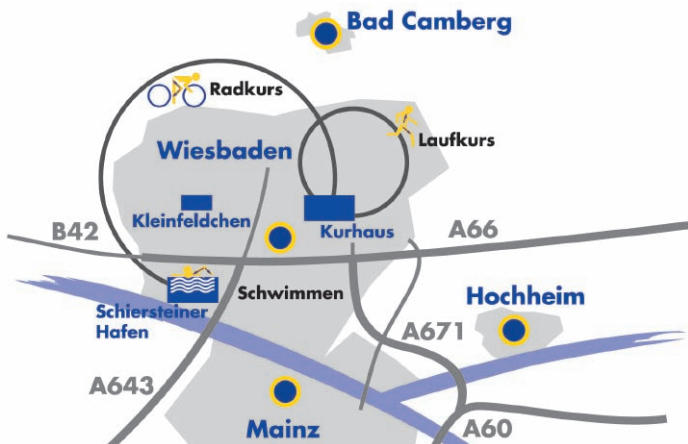 Bad Camberg
Radkurs
Laufkurs
Wiesbaden
Kleinfeldchen
Kurhaus
B42
A66
Schwimmen
Hochheim
Schiersteiner
Hafen
A671
A643
Mainz
A60